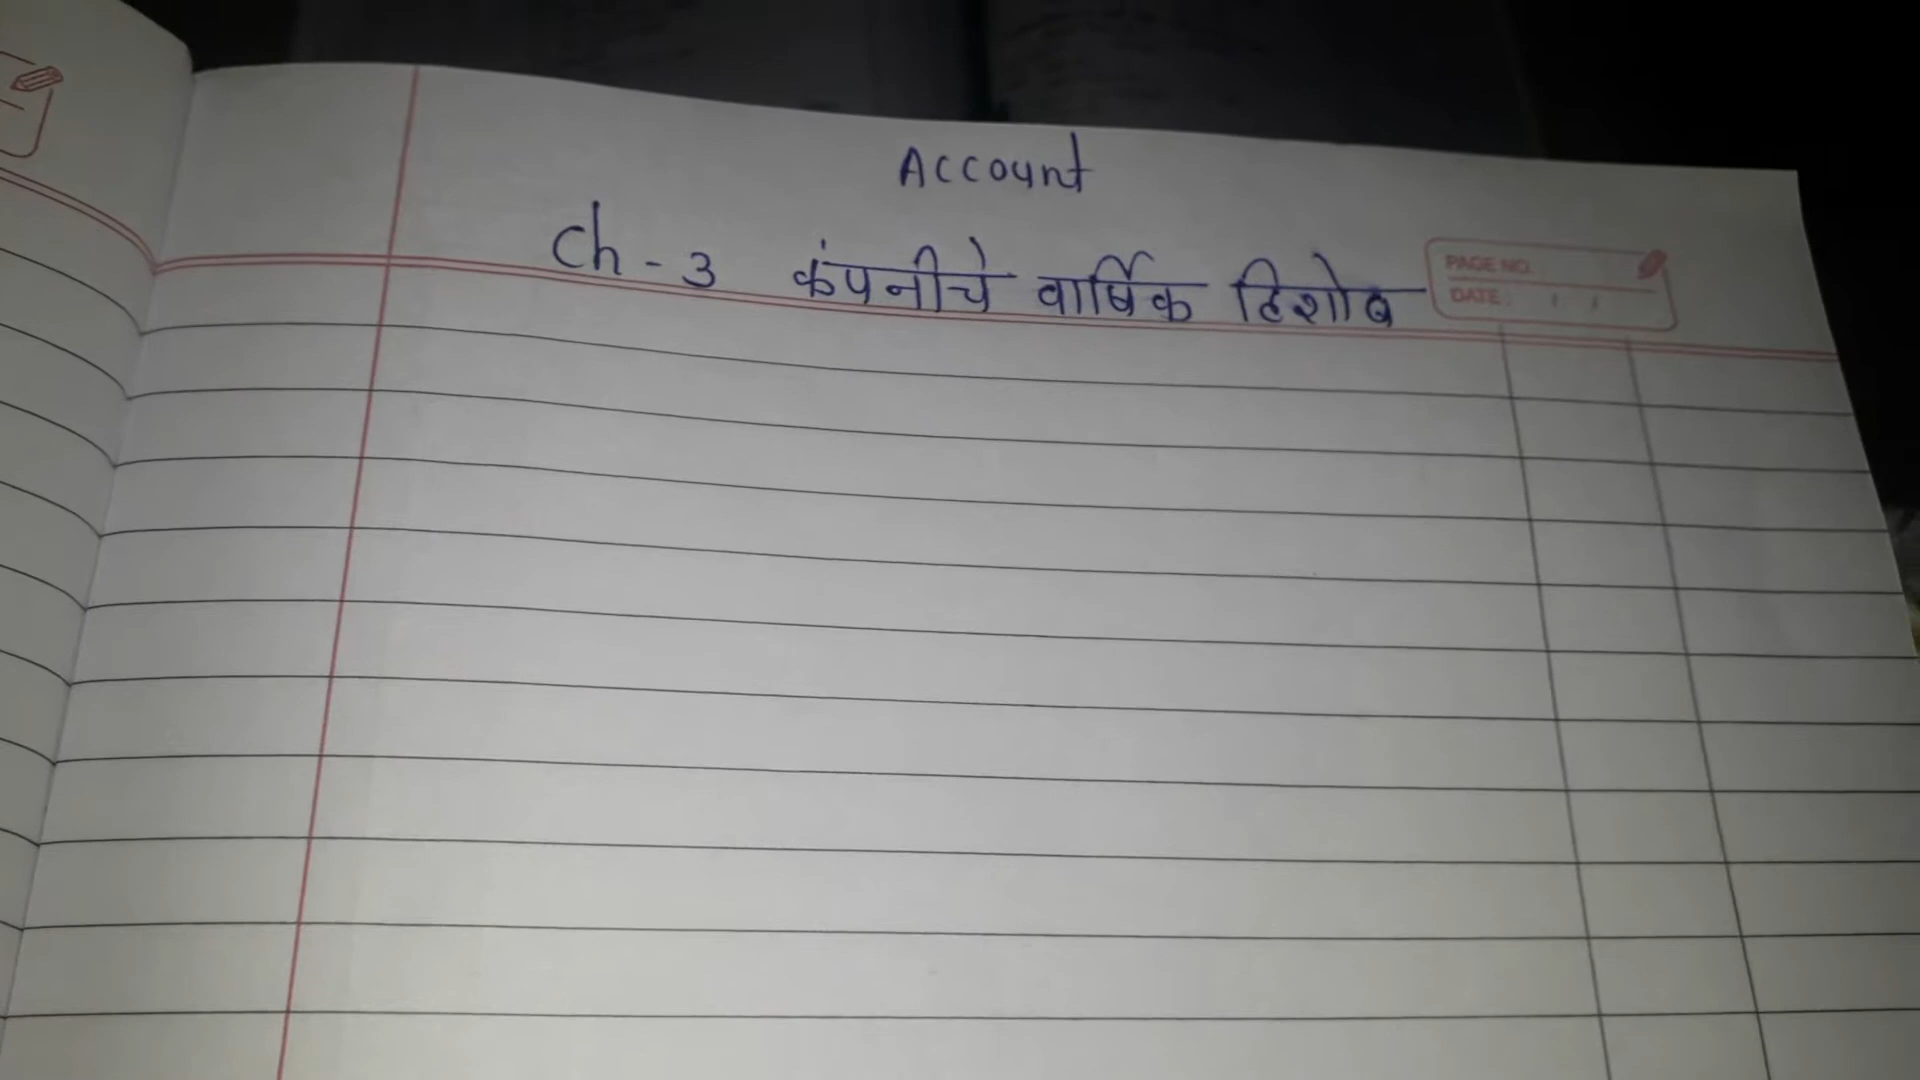 Account
Ch - 3 कंपनीचे वार्षिक हिशोब
PAGE NO.
DATE : / /